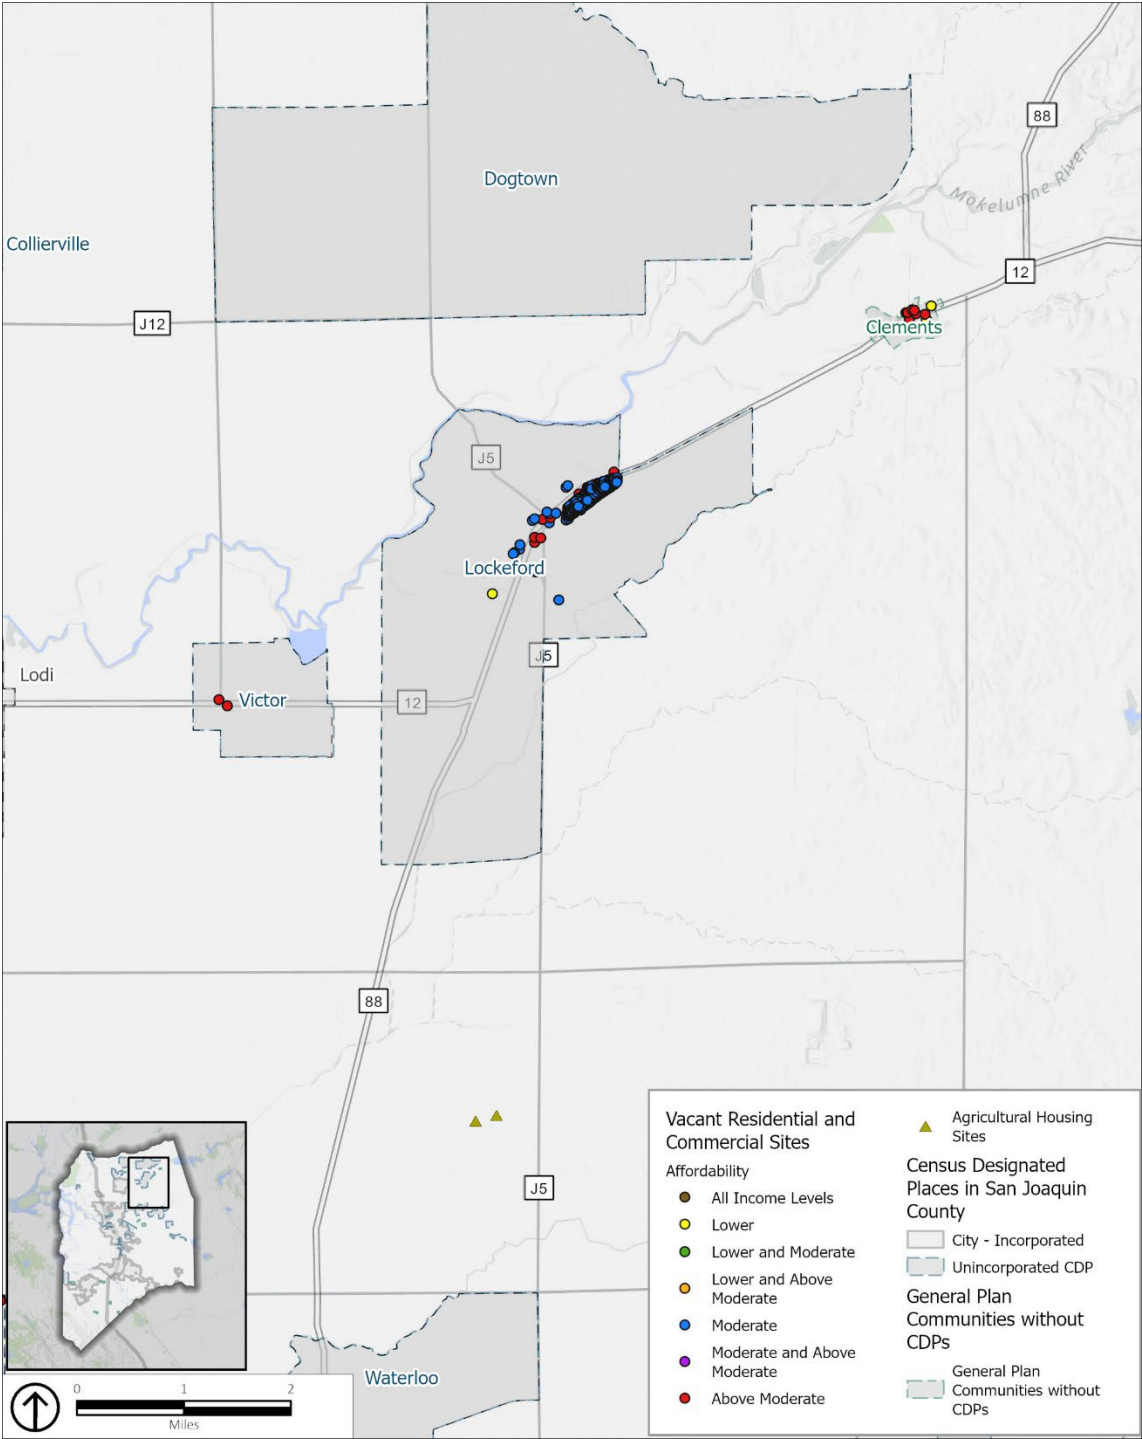 88
Dogtown
Mokelumne River
Collierville
12
J12
Clements
J5
Lockeford
J5
Lodi
Victor
12
88
J5
Waterloo
0 1 2
Miles
Vacant Residential and
Commercial Sites
Affordability
All Income Levels
Lower
Lower and Moderate
Lower and Above
Moderate
Moderate
Moderate and Above
Moderate
Above Moderate
Agricultural Housing
Sites
Census Designated
Places in San Joaquin
County
City - Incorporated
Unincorporated CDP
General Plan
Communities without
CDPs
General Plan
Communities without
CDPs